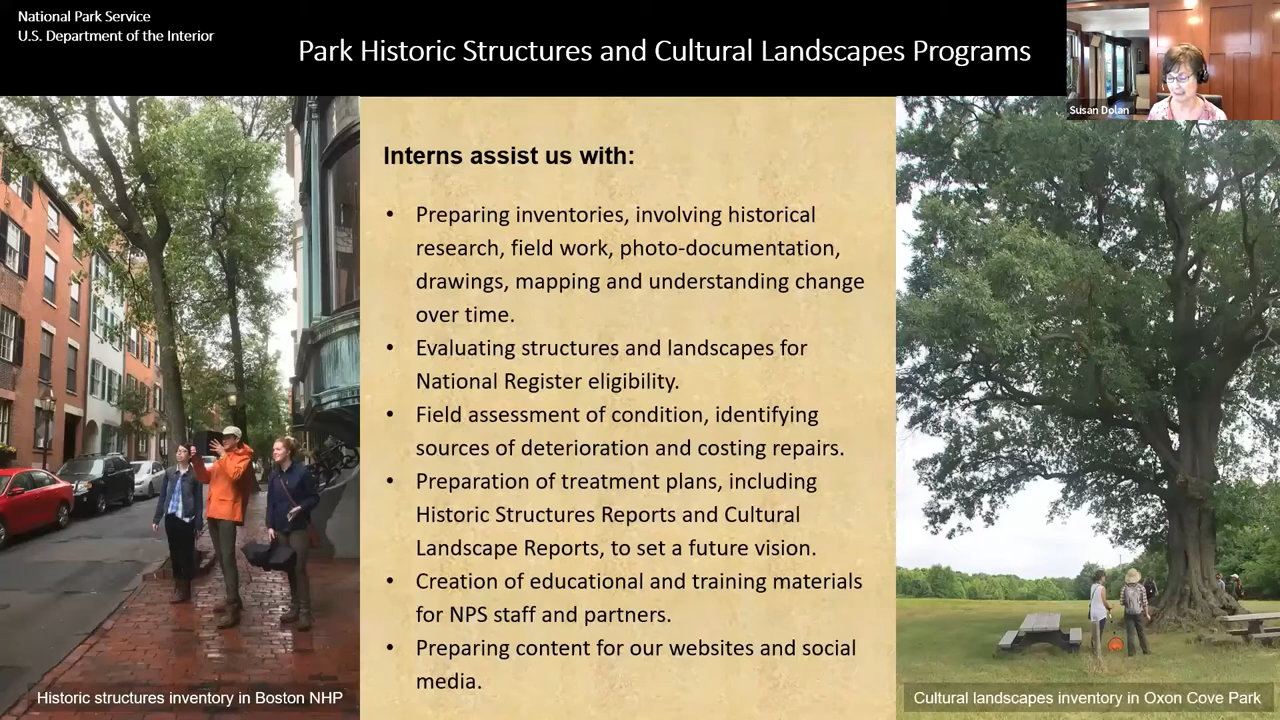 National Park Service
U.S. Department of the Interior
Park Historic Structures and Cultural Landscapes Programs
Susan Dolan
Interns assist us with:
• Preparing inventories, involving historical
research, field work, photo-documentation,
drawings, mapping and understanding change
over time.
• Evaluating structures and landscapes for
National Register eligibility.
• Field assessment of condition, identifying
sources of deterioration and costing repairs.
• Preparation of treatment plans, including
Historic Structures Reports and Cultural
Landscape Reports, to set a future vision.
• Creation of educational and training materials
for NPS staff and partners.
• Preparing content for our websites and social
media.
Historic structures inventory in Boston NHP
Cultural landscapes inventory in Oxon Cove Park